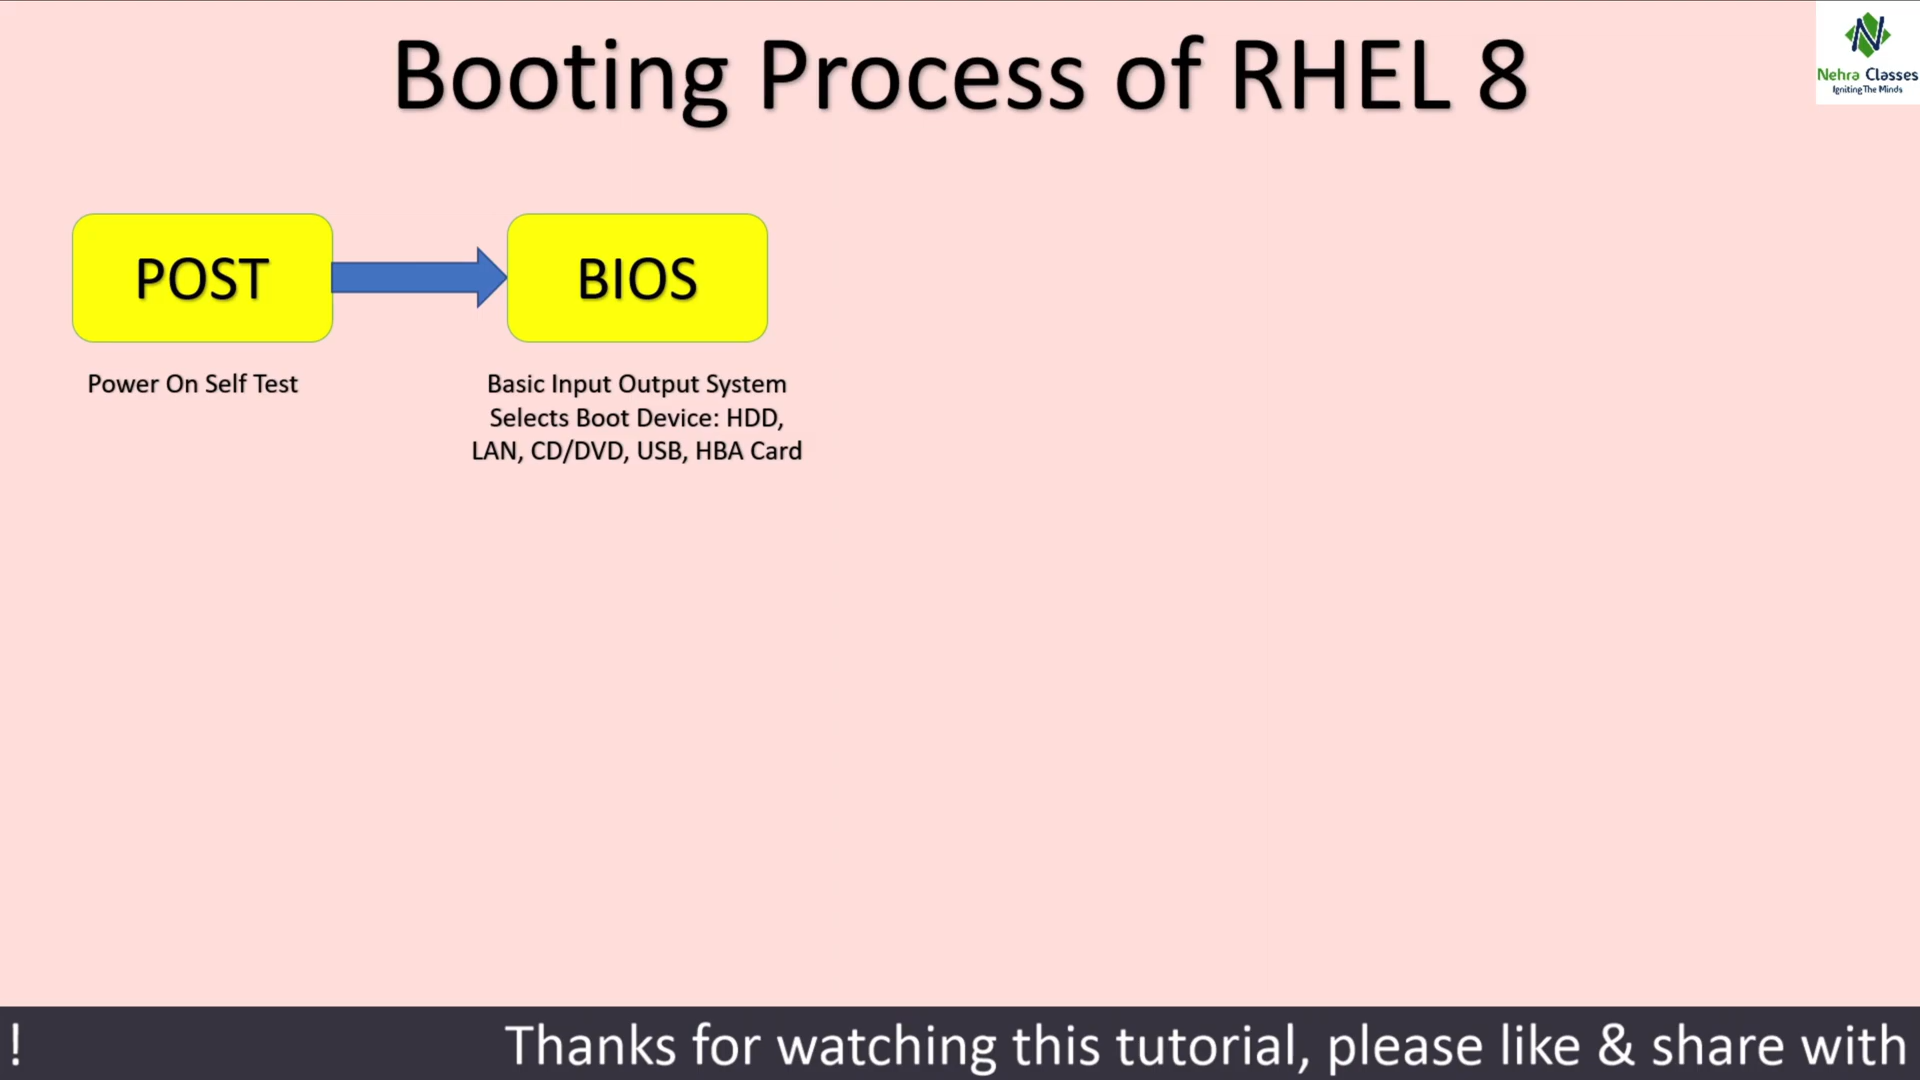 Booting Process of RHEL 8
Nehra Classes
Igniting The Minds
POST
BIOS
Power On Self Test
Basic Input Output System
Selects Boot Device: HDD,
LAN, CD/DVD, USB, HBA Card
! Thanks for watching this tutorial, please like & share with